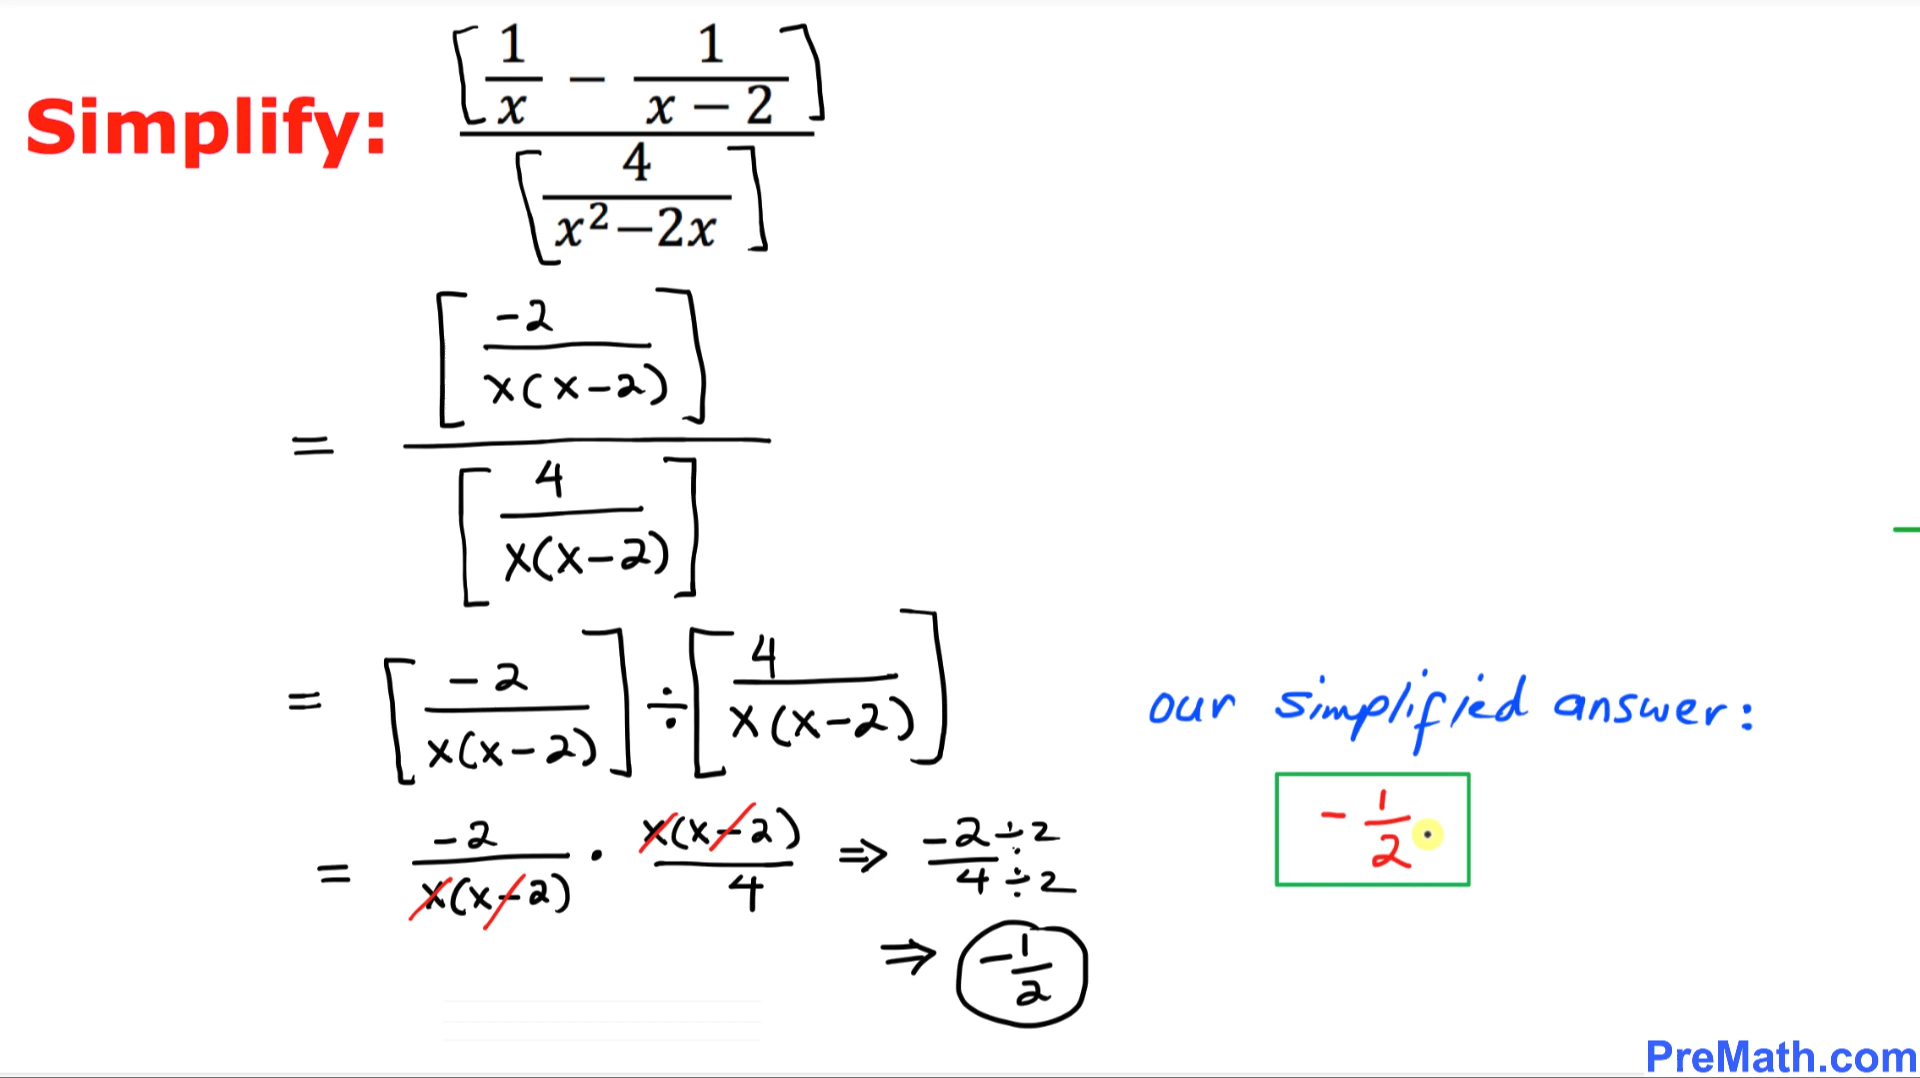 Simplify: [1/x − 1/(x − 2)] / [4/(x²−2x)]
= [-2/(x(x-2))] / [4/(x(x-2))]
= [-2/(x(x-2))] ÷ [4/(x(x-2))]
= -2/(x(x-2)) · x(x-2)/4 ⇒ (-2÷2)/(4÷2)
⇒ -1/2
our simplified answer:
-1/2
PreMath.com